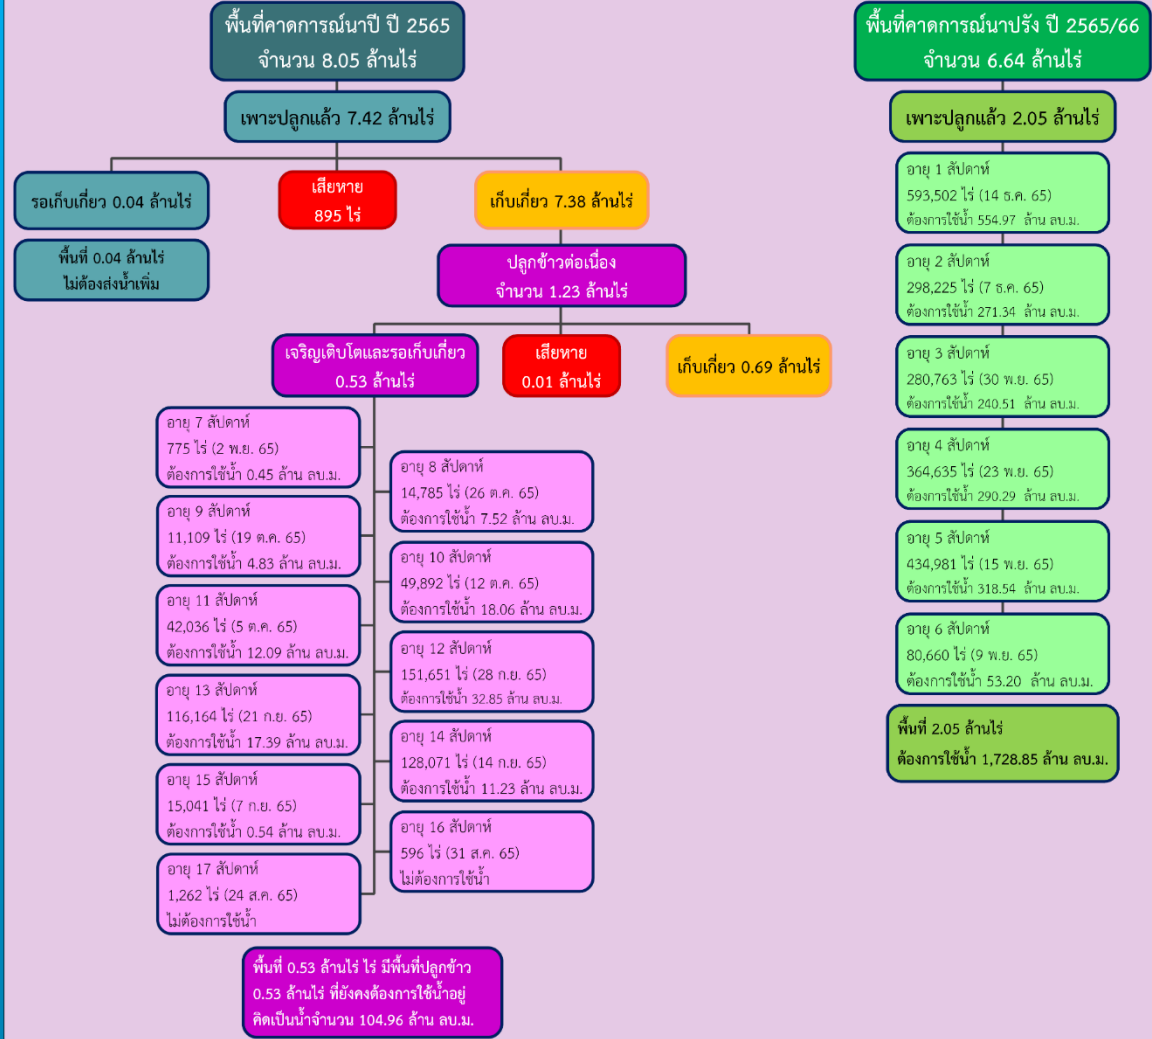 พื้นที่คาดการณ์นาปี ปี 2565
จำนวน 8.05 ล้านไร่
เพาะปลูกแล้ว 7.42 ล้านไร่
รอเก็บเกี่ยว 0.04 ล้านไร่
พื้นที่ 0.04 ล้านไร่
ไม่ต้องส่งน้ำเพิ่ม
เสียหาย
895 ไร่
เก็บเกี่ยว 7.38 ล้านไร่
ปลูกข้าวต่อเนื่อง
จำนวน 1.23 ล้านไร่
เจริญเติบโตและรอเก็บเกี่ยว
0.53 ล้านไร่
เสียหาย
0.01 ล้านไร่
เก็บเกี่ยว 0.69 ล้านไร่
อายุ 7 สัปดาห์
775 ไร่ (2 พ.ย. 65)
ต้องการใช้น้ำ 0.45 ล้าน ลบ.ม.
อายุ 8 สัปดาห์
14,785 ไร่ (26 ต.ค. 65)
ต้องการใช้น้ำ 7.52 ล้าน ลบ.ม.
อายุ 9 สัปดาห์
11,109 ไร่ (19 ต.ค. 65)
ต้องการใช้น้ำ 4.83 ล้าน ลบ.ม.
อายุ 10 สัปดาห์
49,892 ไร่ (12 ต.ค. 65)
ต้องการใช้น้ำ 18.06 ล้าน ลบ.ม.
อายุ 11 สัปดาห์
42,036 ไร่ (5 ต.ค. 65)
ต้องการใช้น้ำ 12.09 ล้าน ลบ.ม.
อายุ 12 สัปดาห์
151,651 ไร่ (28 ก.ย. 65)
ต้องการใช้น้ำ 32.85 ล้าน ลบ.ม.
อายุ 13 สัปดาห์
116,164 ไร่ (21 ก.ย. 65)
ต้องการใช้น้ำ 17.39 ล้าน ลบ.ม.
อายุ 14 สัปดาห์
128,071 ไร่ (14 ก.ย. 65)
ต้องการใช้น้ำ 11.23 ล้าน ลบ.ม.
อายุ 15 สัปดาห์
15,041 ไร่ (7 ก.ย. 65)
ต้องการใช้น้ำ 0.54 ล้าน ลบ.ม.
อายุ 16 สัปดาห์
596 ไร่ (31 ส.ค. 65)
ไม่ต้องการใช้น้ำ
อายุ 17 สัปดาห์
1,262 ไร่ (24 ส.ค. 65)
ไม่ต้องการใช้น้ำ
พื้นที่ 0.53 ล้านไร่ ไร่ มีพื้นที่ปลูกข้าว
0.53 ล้านไร่ ที่ยังคงต้องการใช้น้ำอยู่
คิดเป็นน้ำจำนวน 104.96 ล้าน ลบ.ม.
พื้นที่คาดการณ์นาปรัง ปี 2565/66
จำนวน 6.64 ล้านไร่
เพาะปลูกแล้ว 2.05 ล้านไร่
อายุ 1 สัปดาห์
593,502 ไร่ (14 ธ.ค. 65)
ต้องการใช้น้ำ 554.97 ล้าน ลบ.ม.
อายุ 2 สัปดาห์
298,225 ไร่ (7 ธ.ค. 65)
ต้องการใช้น้ำ 271.34 ล้าน ลบ.ม.
อายุ 3 สัปดาห์
280,763 ไร่ (30 พ.ย. 65)
ต้องการใช้น้ำ 240.51 ล้าน ลบ.ม.
อายุ 4 สัปดาห์
364,635 ไร่ (23 พ.ย. 65)
ต้องการใช้น้ำ 290.29 ล้าน ลบ.ม.
อายุ 5 สัปดาห์
434,981 ไร่ (15 พ.ย. 65)
ต้องการใช้น้ำ 318.54 ล้าน ลบ.ม.
อายุ 6 สัปดาห์
80,660 ไร่ (9 พ.ย. 65)
ต้องการใช้น้ำ 53.20 ล้าน ลบ.ม.
พื้นที่ 2.05 ล้านไร่
ต้องการใช้น้ำ 1,728.85 ล้าน ลบ.ม.